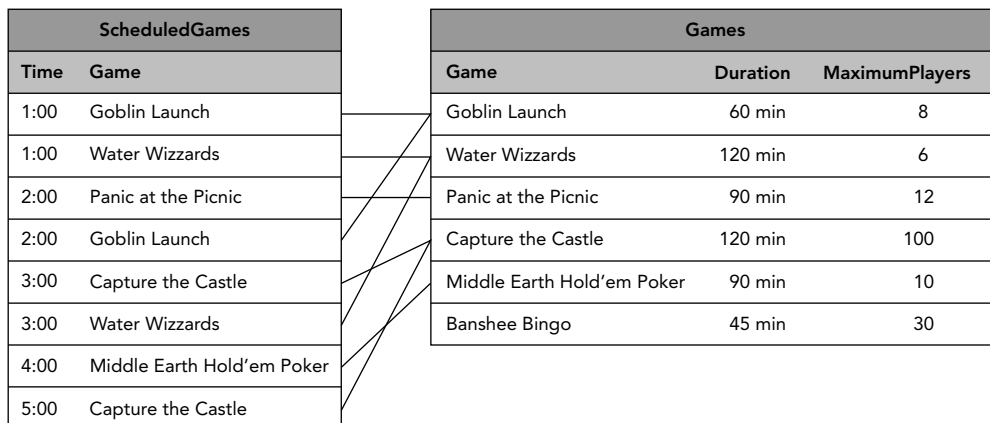 ScheduledGames
Time Game
1:00 Goblin Launch
1:00 Water Wizzards
2:00 Panic at the Picnic
2:00 Goblin Launch
3:00 Capture the Castle
3:00 Water Wizzards
4:00 Middle Earth Hold’em Poker
5:00 Capture the Castle
Games
Game Duration MaximumPlayers
Goblin Launch 60 min 8
Water Wizzards 120 min 6
Panic at the Picnic 90 min 12
Capture the Castle 120 min 100
Middle Earth Hold’em Poker 90 min 10
Banshee Bingo 45 min 30